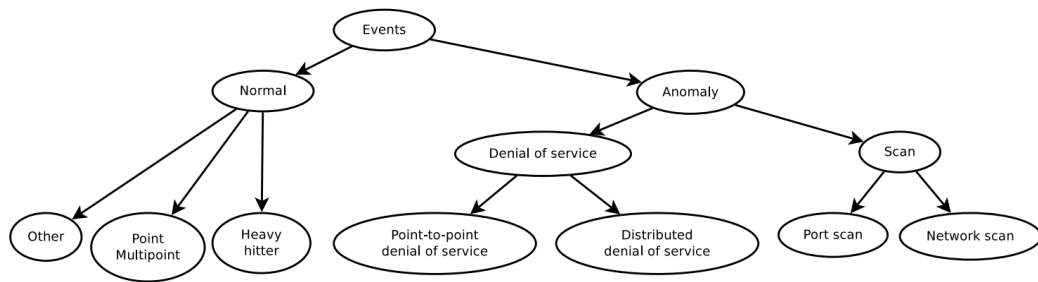 Events
Normal
Anomaly
Denial of service
Scan
Other
Point
Multipoint
Heavy
hitter
Point-to-point
denial of service
Distributed
denial of service
Port scan
Network scan